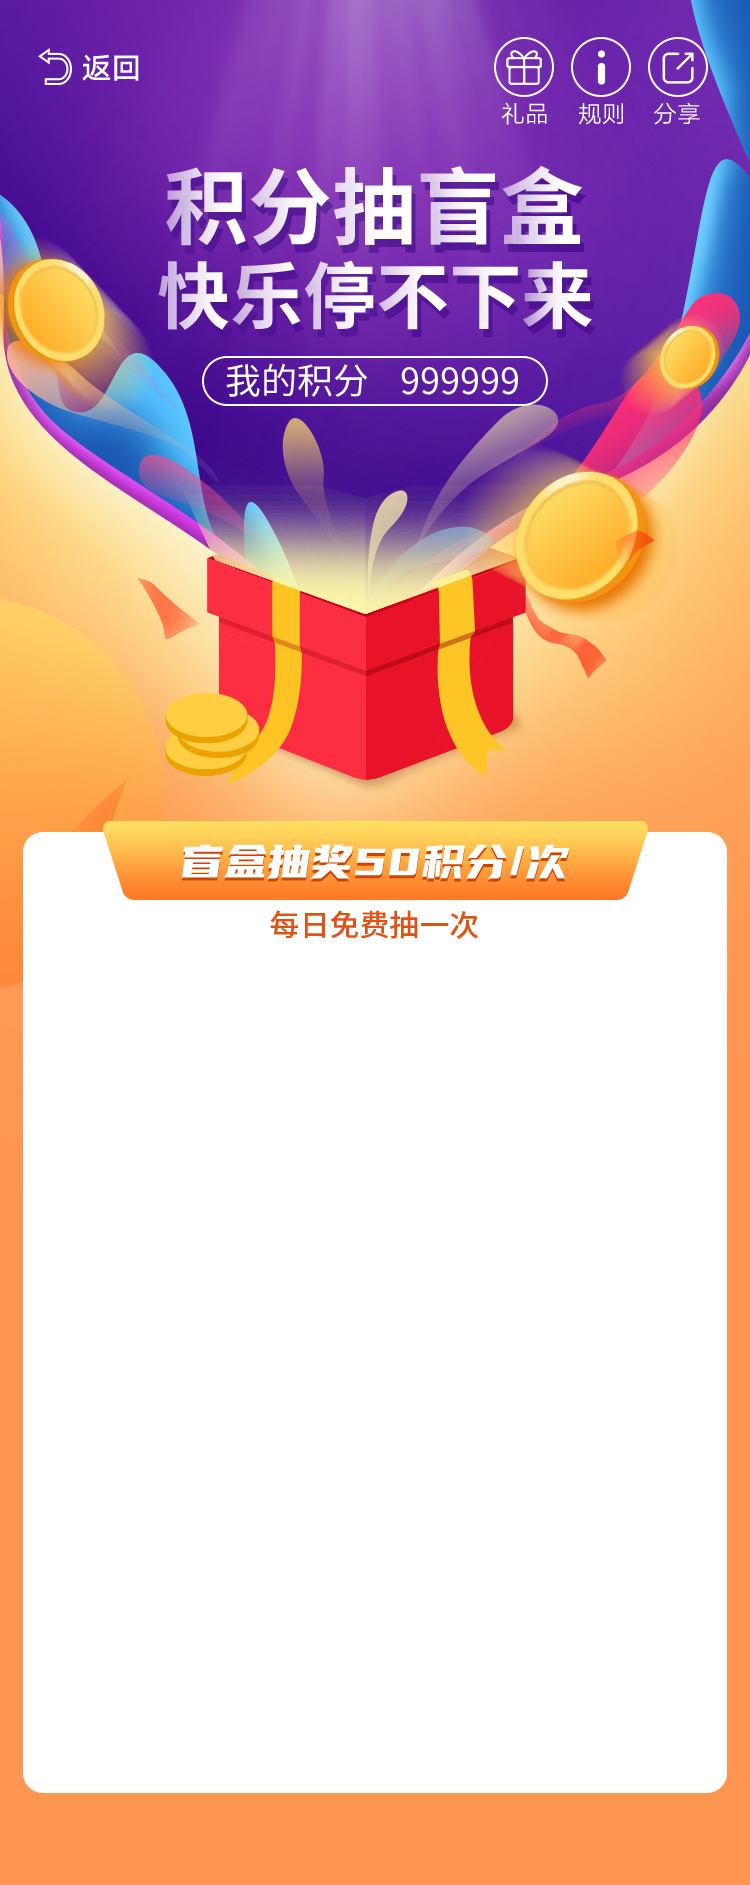 返回
礼品 规则 分享
积分抽盲盒
快乐停不下来
我的积分 999999
盲盒抽奖50积分/次
每日免费抽一次